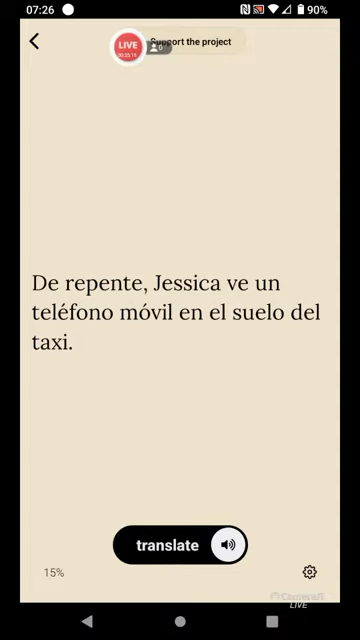 07:26
90%
LIVE
Support the project
De repente, Jessica ve un
teléfono móvil en el suelo del
taxi.
translate
15%
LIVE